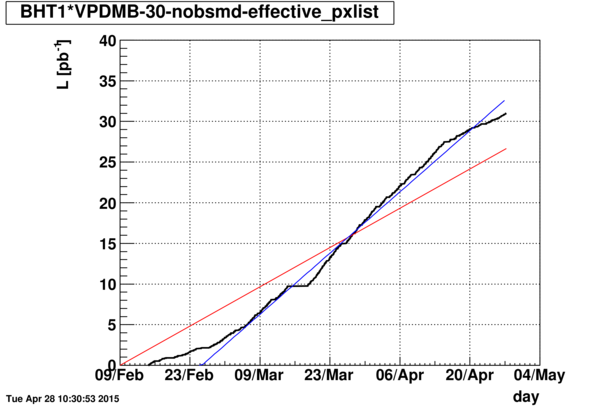 BHT1*VPDMB-30-nobsmd-effective_pxlist
L [pb-1]
40
35
30
25
20
15
10
5
0
09/Feb 23/Feb 09/Mar 23/Mar 06/Apr 20/Apr 04/May
day
Tue Apr 28 10:30:53 2015